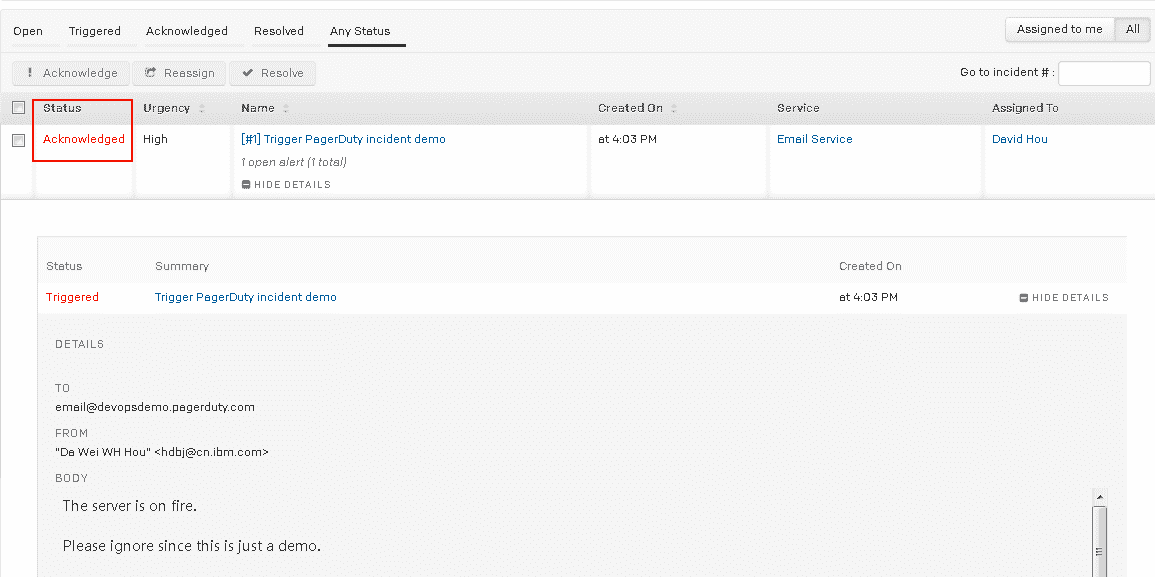 Open Triggered Acknowledged Resolved Any Status Assigned to me All
! Acknowledge Reassign Resolve Go to incident # :
Status Urgency Name Created On Service Assigned To
Acknowledged High [#1] Trigger PagerDuty incident demo at 4:03 PM Email Service David Hou
1 open alert (1 total)
HIDE DETAILS
Status Summary Created On
Triggered Trigger PagerDuty incident demo at 4:03 PM HIDE DETAILS
DETAILS
TO
email@devopsdemo.pagerduty.com
FROM
"Da Wei WH Hou" <hdbj@cn.ibm.com>
BODY
The server is on fire.
Please ignore since this is just a demo.